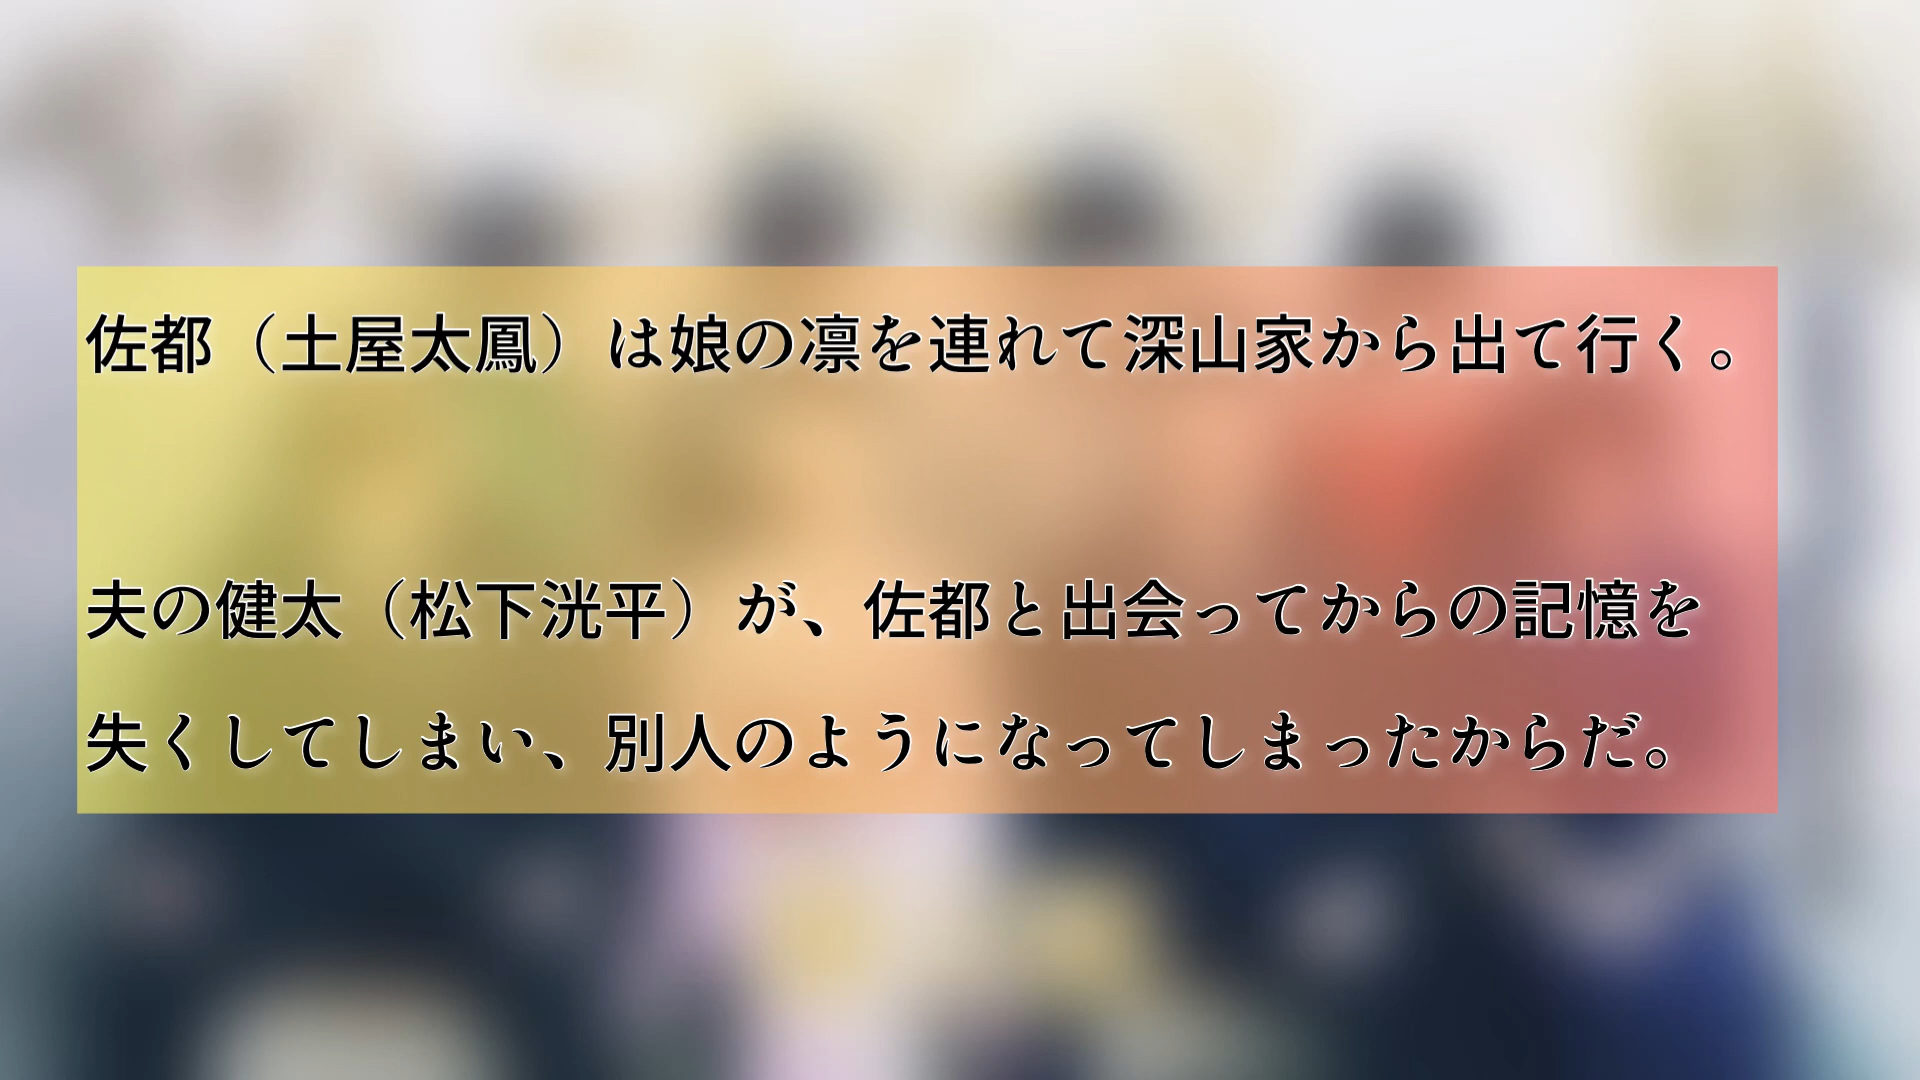 佐都（土屋太鳳）は娘の凛を連れて深山家から出て行く。
夫の健太（松下洸平）が、佐都と出会ってからの記憶を
失くしてしまい、別人のようになってしまったからだ。